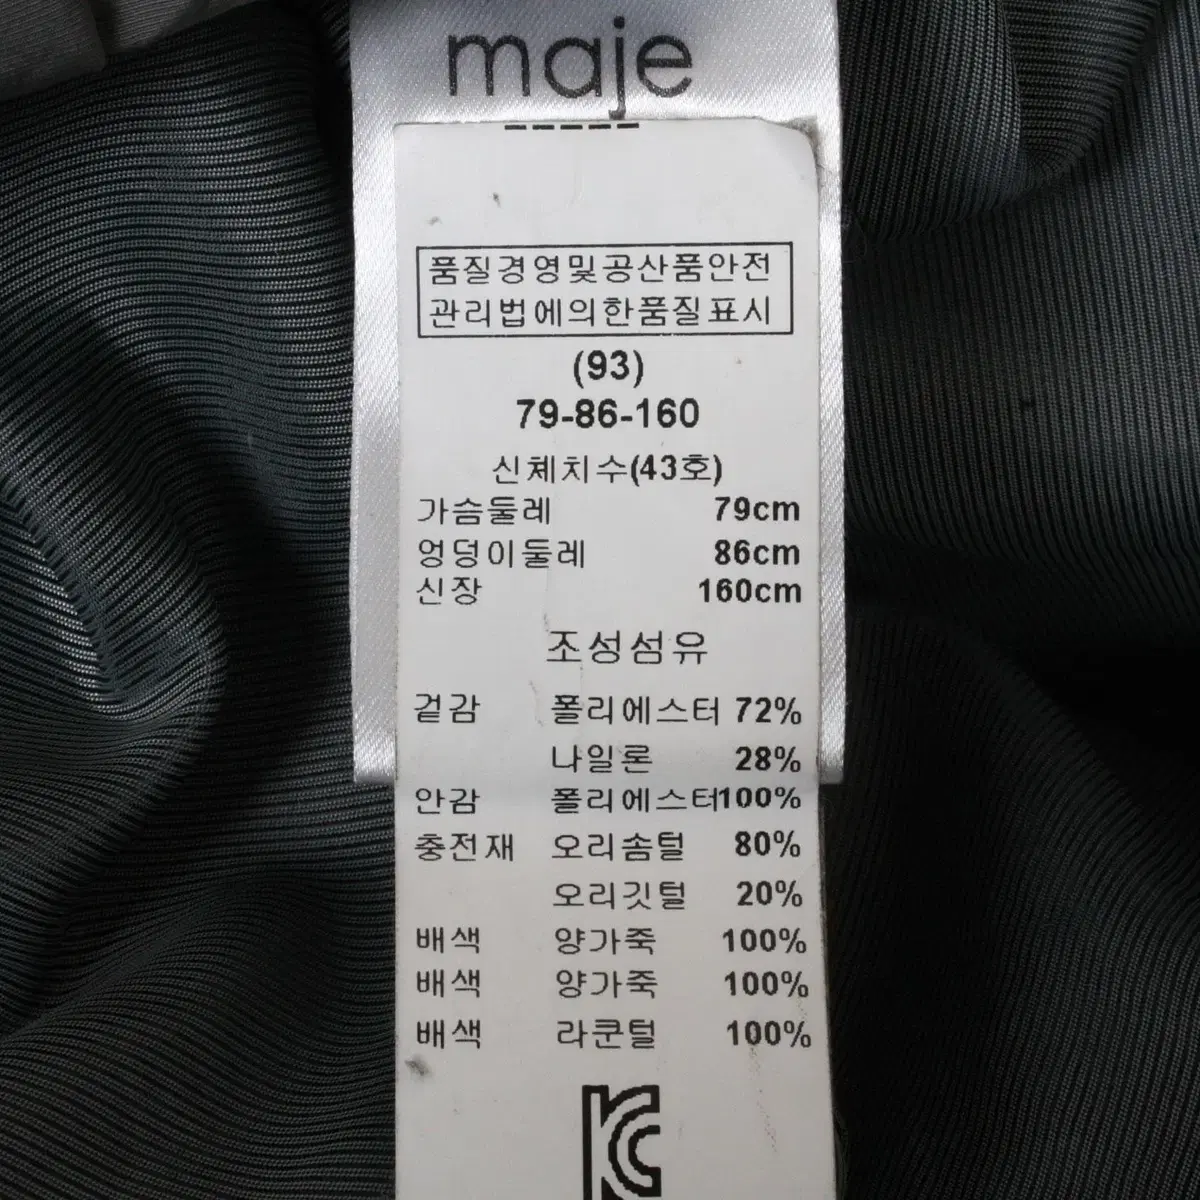 maje
품질경영및공산품안전
관리법에의한품질표시
(93)
79-86-160
신체치수(43호)
가슴둘레 79cm
엉덩이둘레 86cm
신장 160cm
조성섬유
겉감 폴리에스터 72%
나일론 28%
안감 폴리에스터100%
충전재 오리솜털 80%
오리깃털 20%
배색 양가죽 100%
배색 양가죽 100%
배색 라쿤털 100%
KC